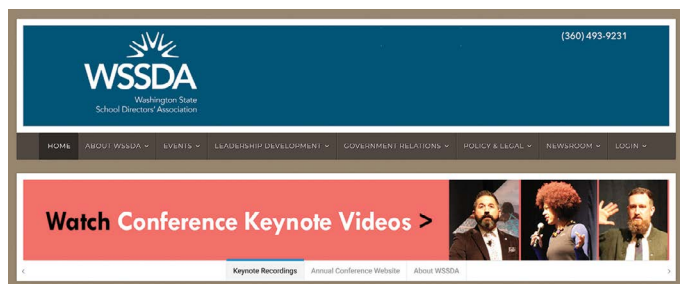 (360) 493-9231
WSSDA
Washington State
School Directors' Association
HOME ABOUT WSSDA EVENTS LEADERSHIP DEVELOPMENT GOVERNMENT RELATIONS POLICY & LEGAL NEWSROOM LOGIN
Watch Conference Keynote Videos >
Keynote Recordings Annual Conference Website About WSSDA